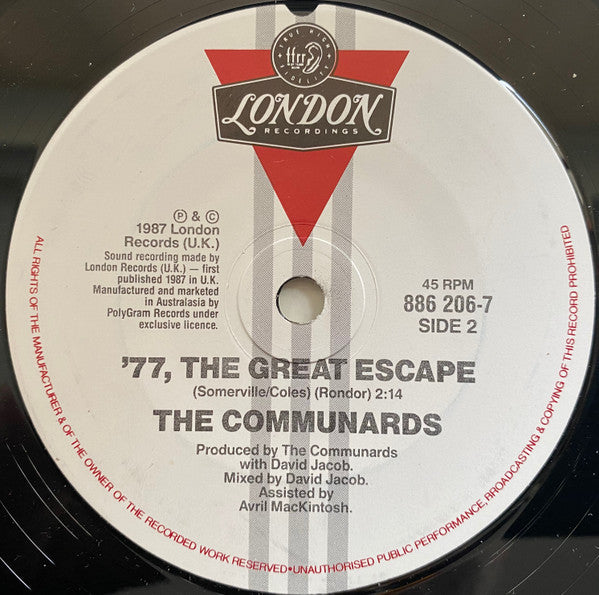 TRUE HIGH
ffrr
FIDELITY
LONDON
RECORDINGS
Ⓟ & ©
1987 London
Records (U.K.)
Sound recording made by
London Records (U.K.) — first
published 1987 in U.K.
Manufactured and marketed
in Australasia by
PolyGram Records under
exclusive licence.
45 RPM
886 206-7
SIDE 2
’77, THE GREAT ESCAPE
(Somerville/Coles) (Rondor) 2:14
THE COMMUNARDS
Produced by The Communards
with David Jacob.
Mixed by David Jacob.
Assisted by
Avril MacKintosh.
ALL RIGHTS OF THE MANUFACTURER & OF THE OWNER OF THE RECORDED WORK RESERVED•UNAUTHORISED PUBLIC PERFORMANCE, BROADCASTING & COPYING OF THIS RECORD PROHIBITED